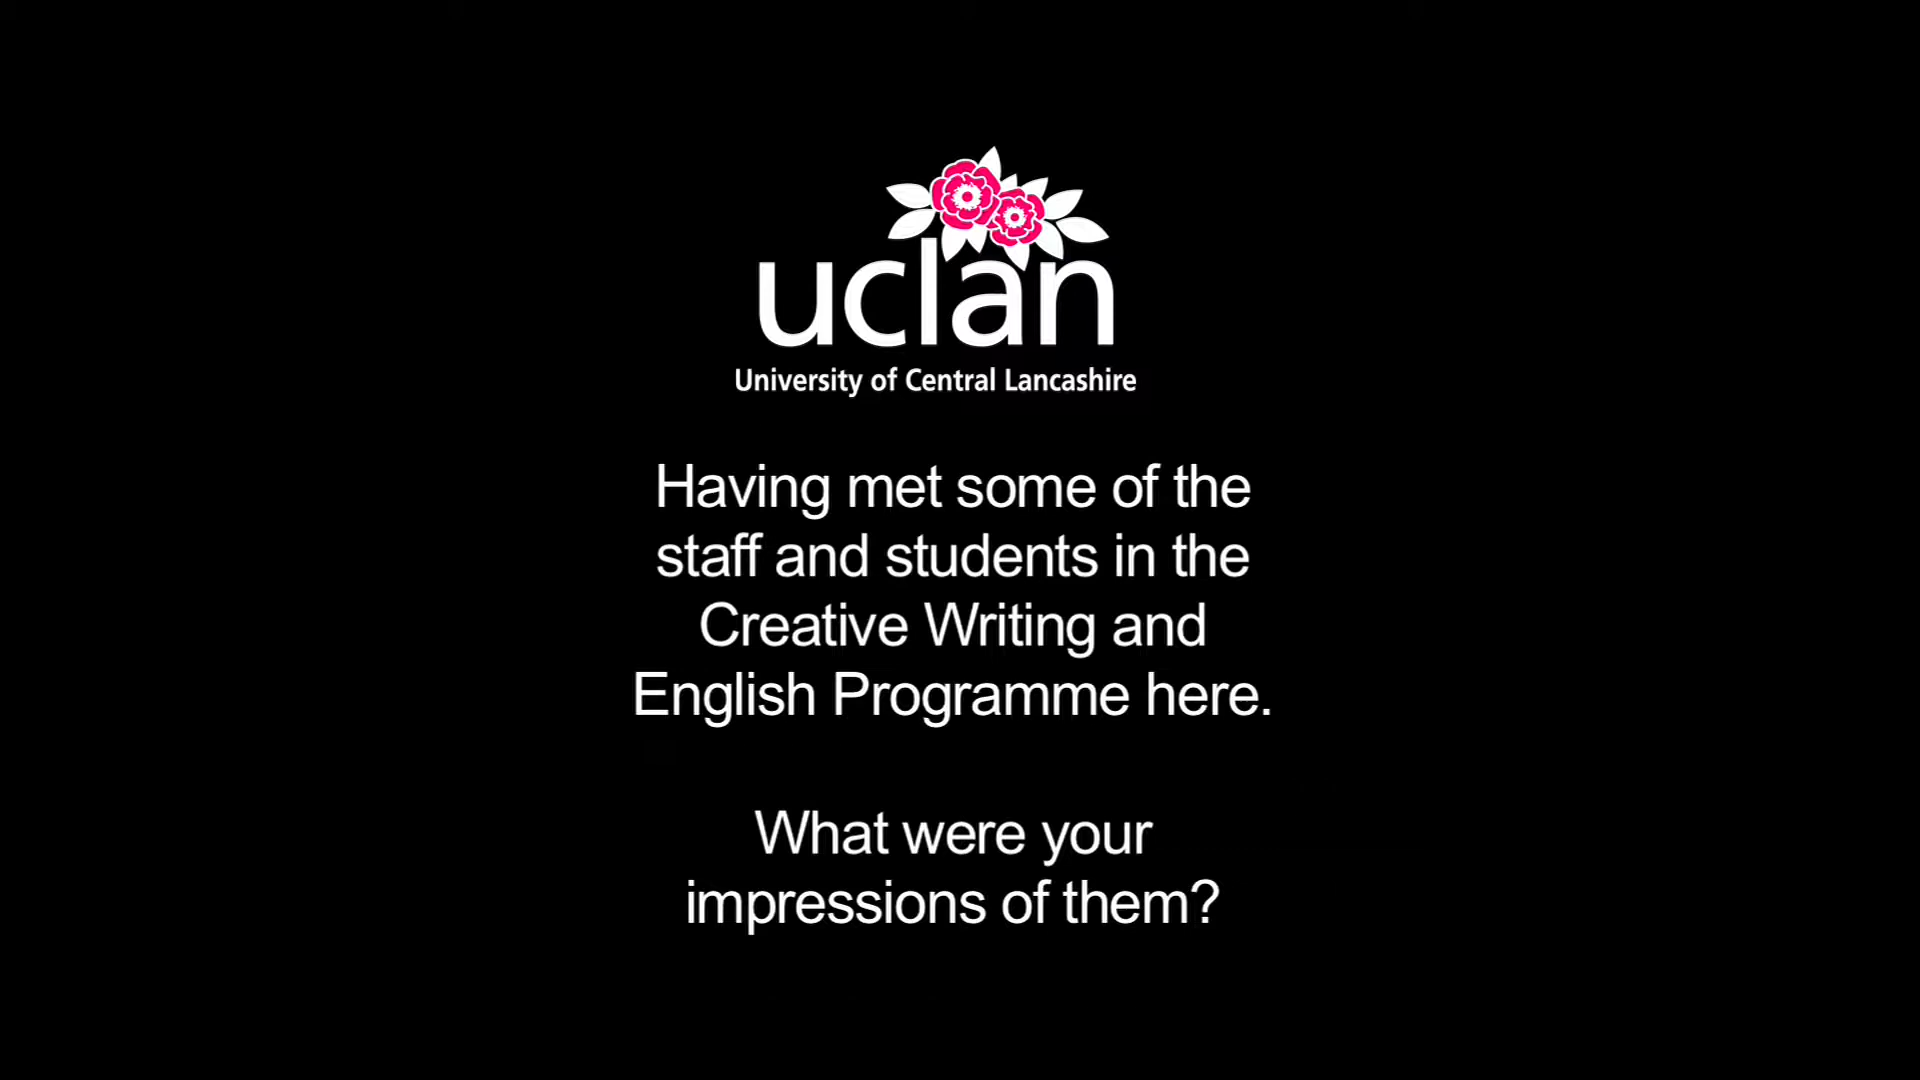 uclan
University of Central Lancashire
Having met some of the
staff and students in the
Creative Writing and
English Programme here.
What were your
impressions of them?